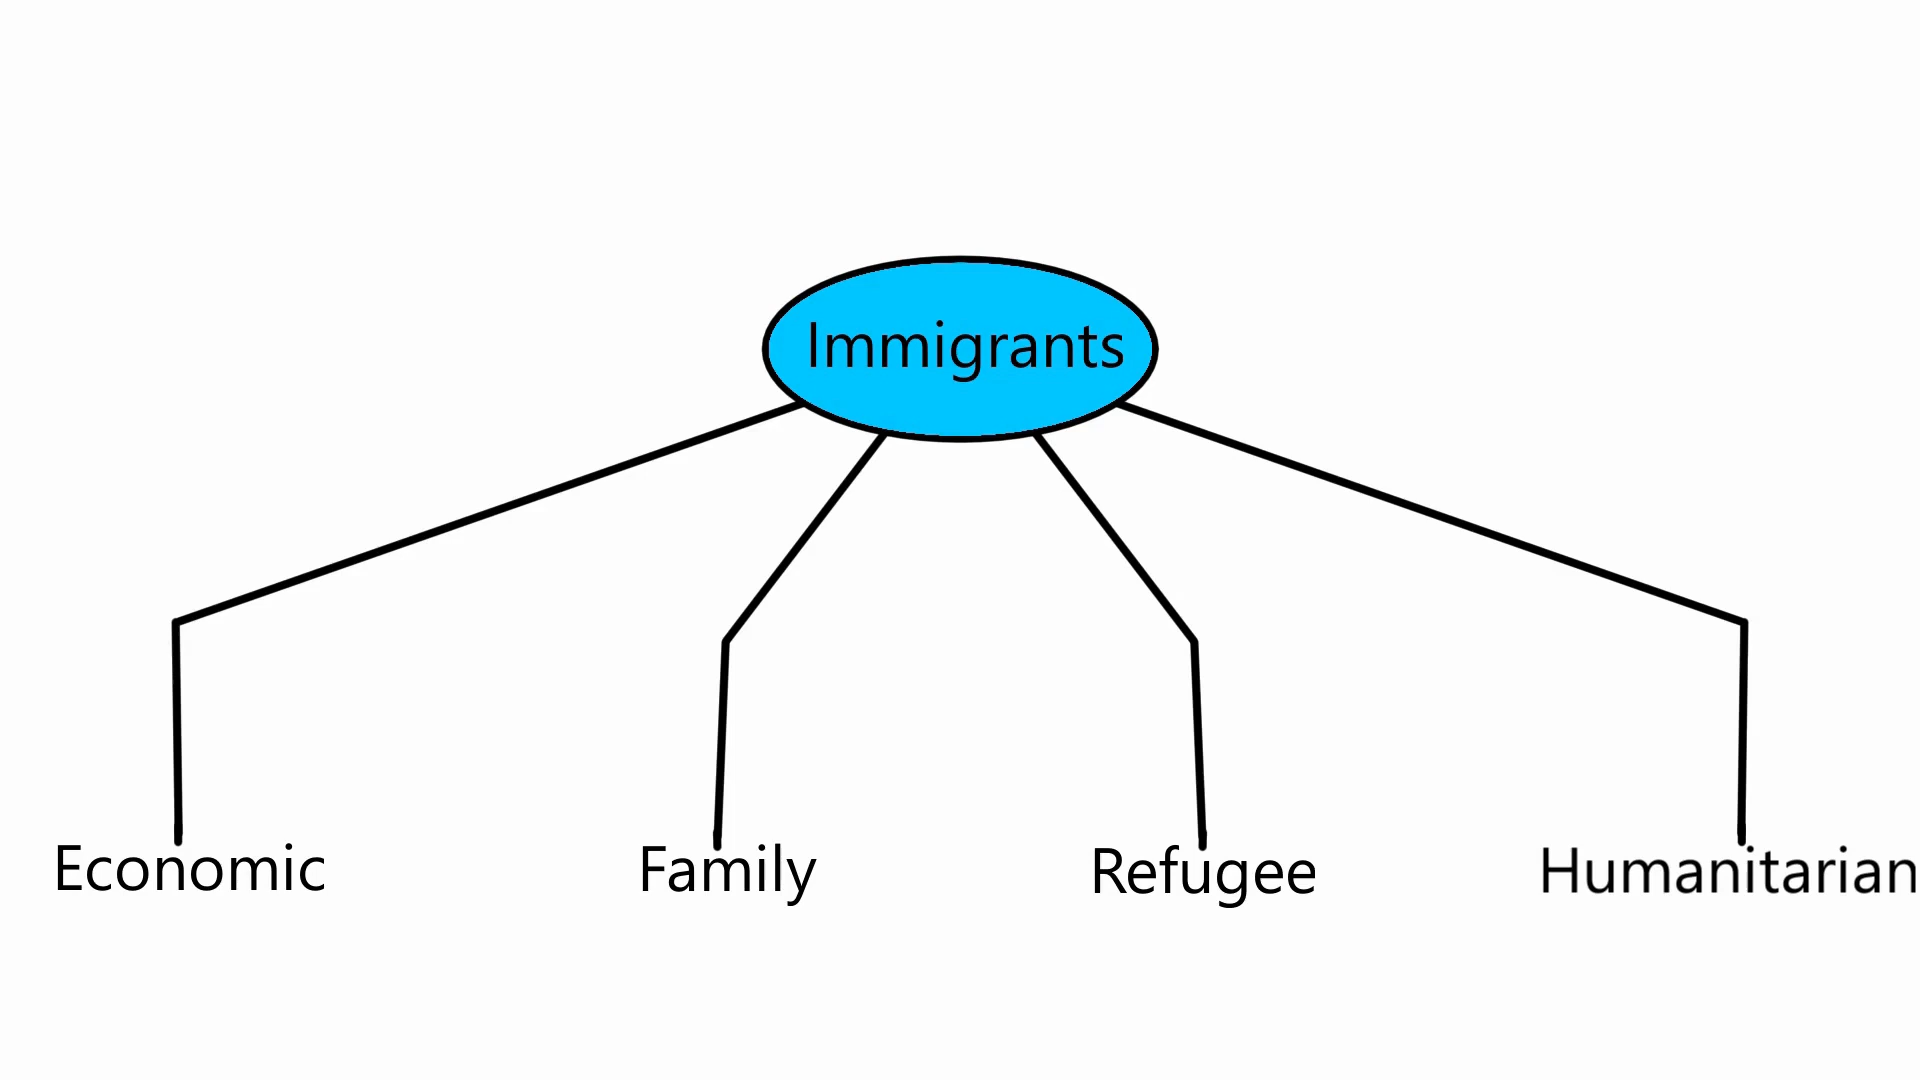 Immigrants
Economic
Family
Refugee
Humanitarian